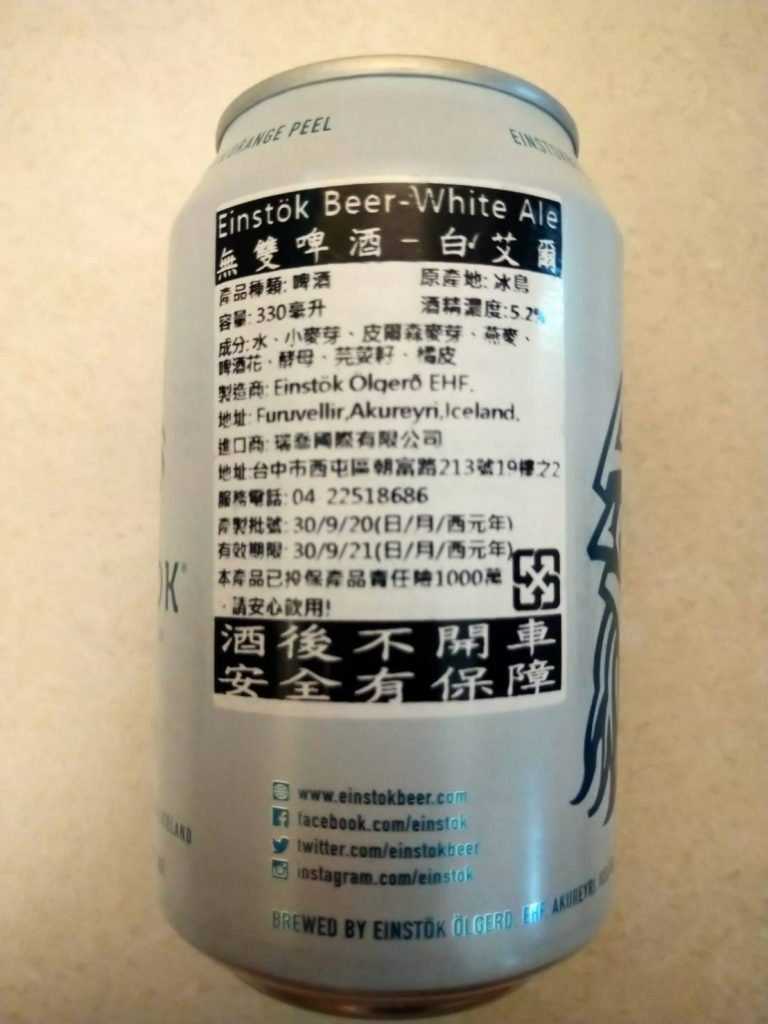 ORANGE PEEL
Einstök Beer-White Ale
無雙啤酒-白艾爾
產品種類: 啤酒 原產地: 冰島
容量: 330毫升 酒精濃度:5.2%
成分:水、小麥芽、皮爾森麥芽、燕麥、
啤酒花、酵母、芫荽籽、橘皮
製造商: Einstök Ölgerð EHF.
地址: Furuvellir,Akureyri,Iceland.
進口商: 瑞泰國際有限公司
地址:台中市西屯區朝富路213號19樓之2
服務電話: 04 22518686
產製批號: 30/9/20(日/月/西元年)
有效期限: 30/9/21(日/月/西元年)
本產品已投保產品責任險1000萬
,請安心飲用!
酒後不開車
安全有保障
www.einstokbeer.com
facebook.com/einstok
twitter.com/einstokbeer
instagram.com/einstok
BREWED BY EINSTÖK ÖLGERÐ, EHF. AKUREYRI,